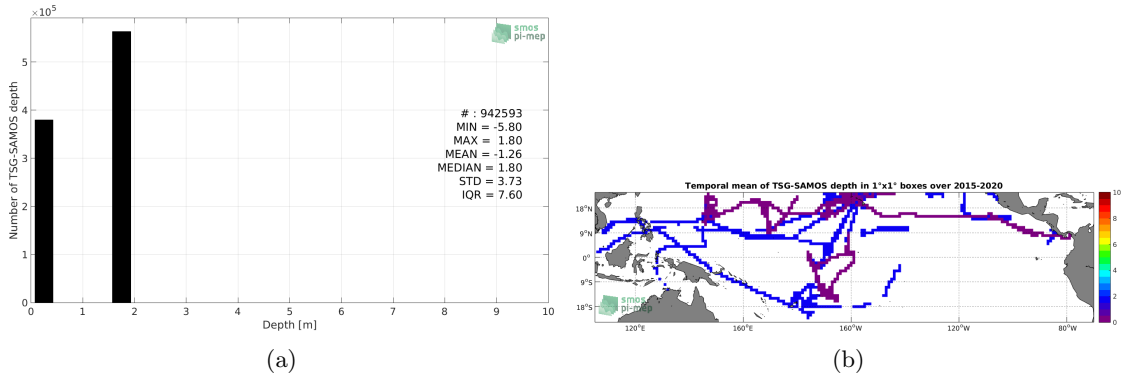 ×10⁵
smos
pi-mep
Number of TSG-SAMOS depth
5
4
3
2
1
0
# : 942593
MIN = -5.80
MAX = 1.80
MEAN = -1.26
MEDIAN = 1.80
STD = 3.73
IQR = 7.60
0 1 2 3 4 5 6 7 8 9 10
Depth [m]
(a)
Temporal mean of TSG-SAMOS depth in 1°x1° boxes over 2015-2020
18°N
9°N
0°
9°S
18°S
smos
pi-mep
120°E 160°E 160°W 120°W 80°W
10
8
6
4
2
0
(b)